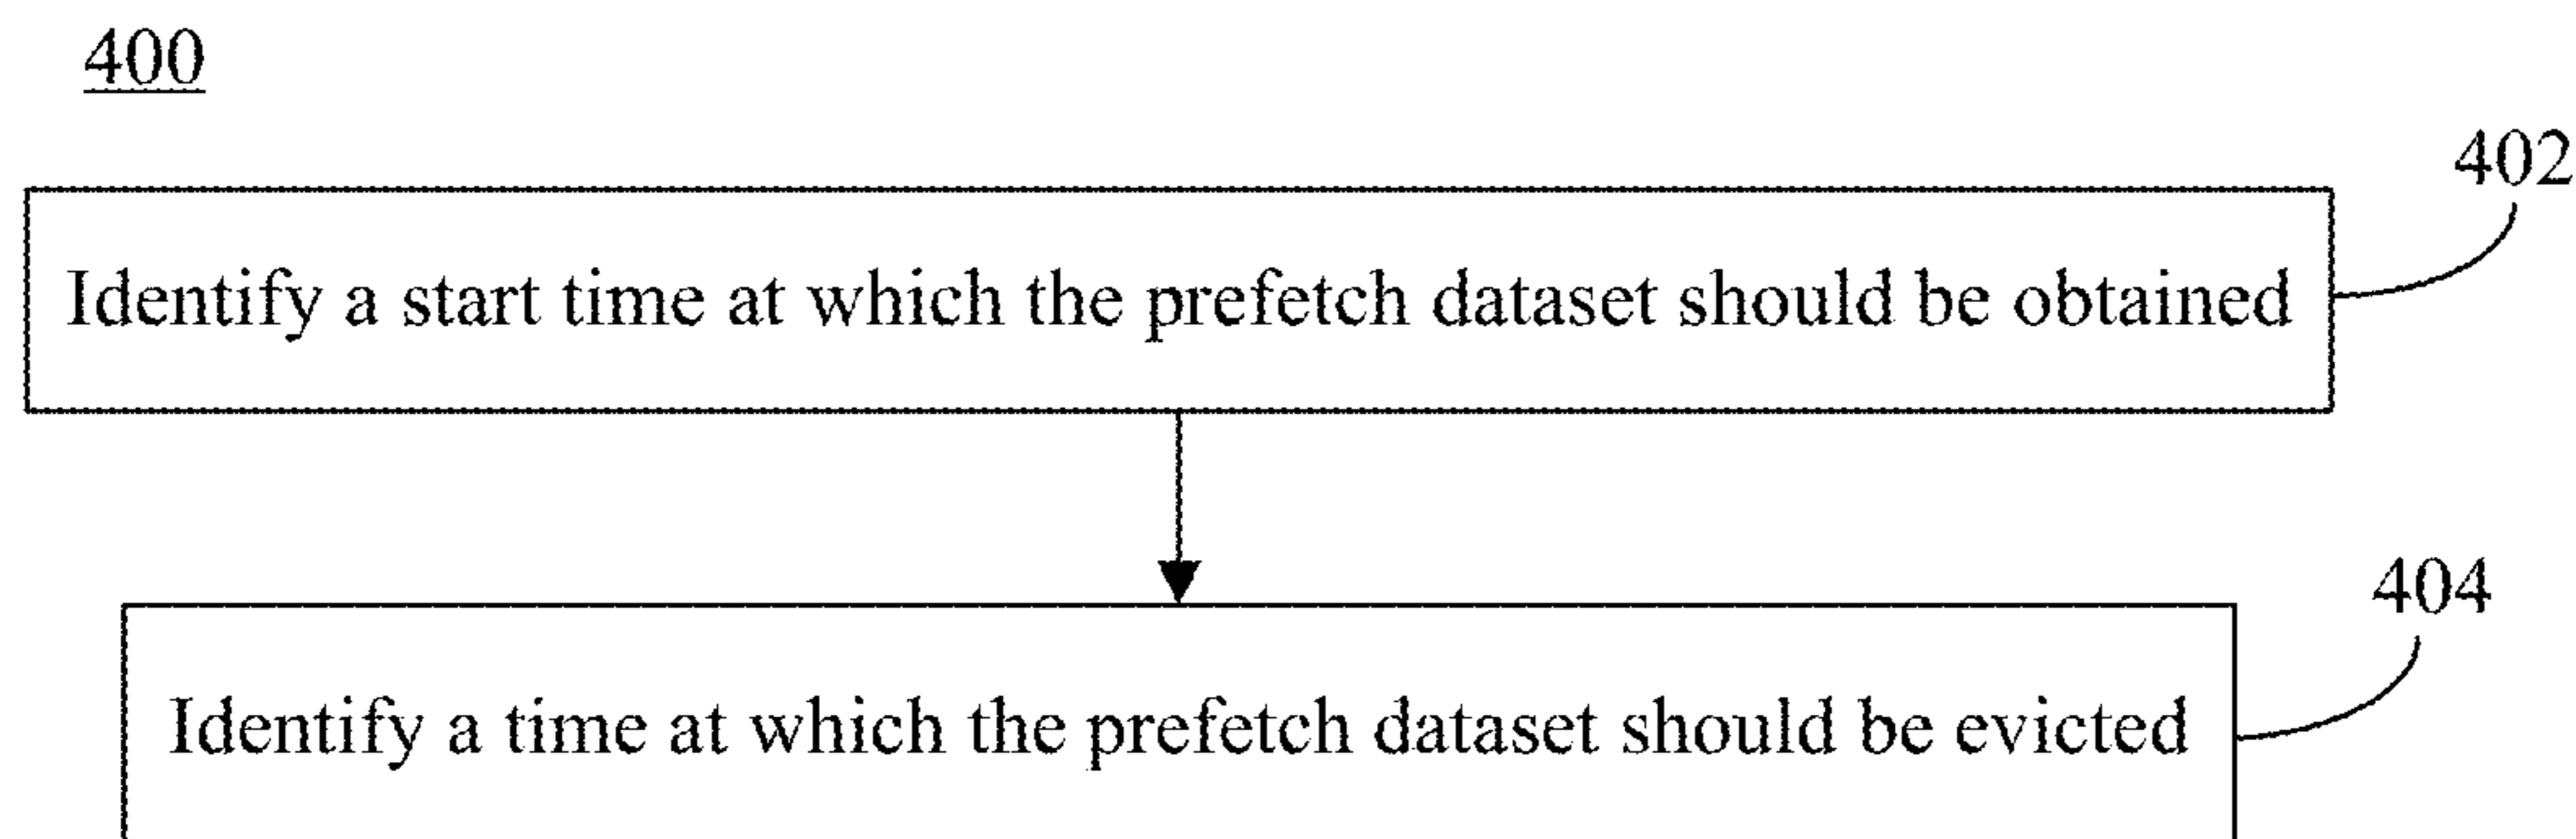 400
402
Identify a start time at which the prefetch dataset should be obtained
404
Identify a time at which the prefetch dataset should be evicted